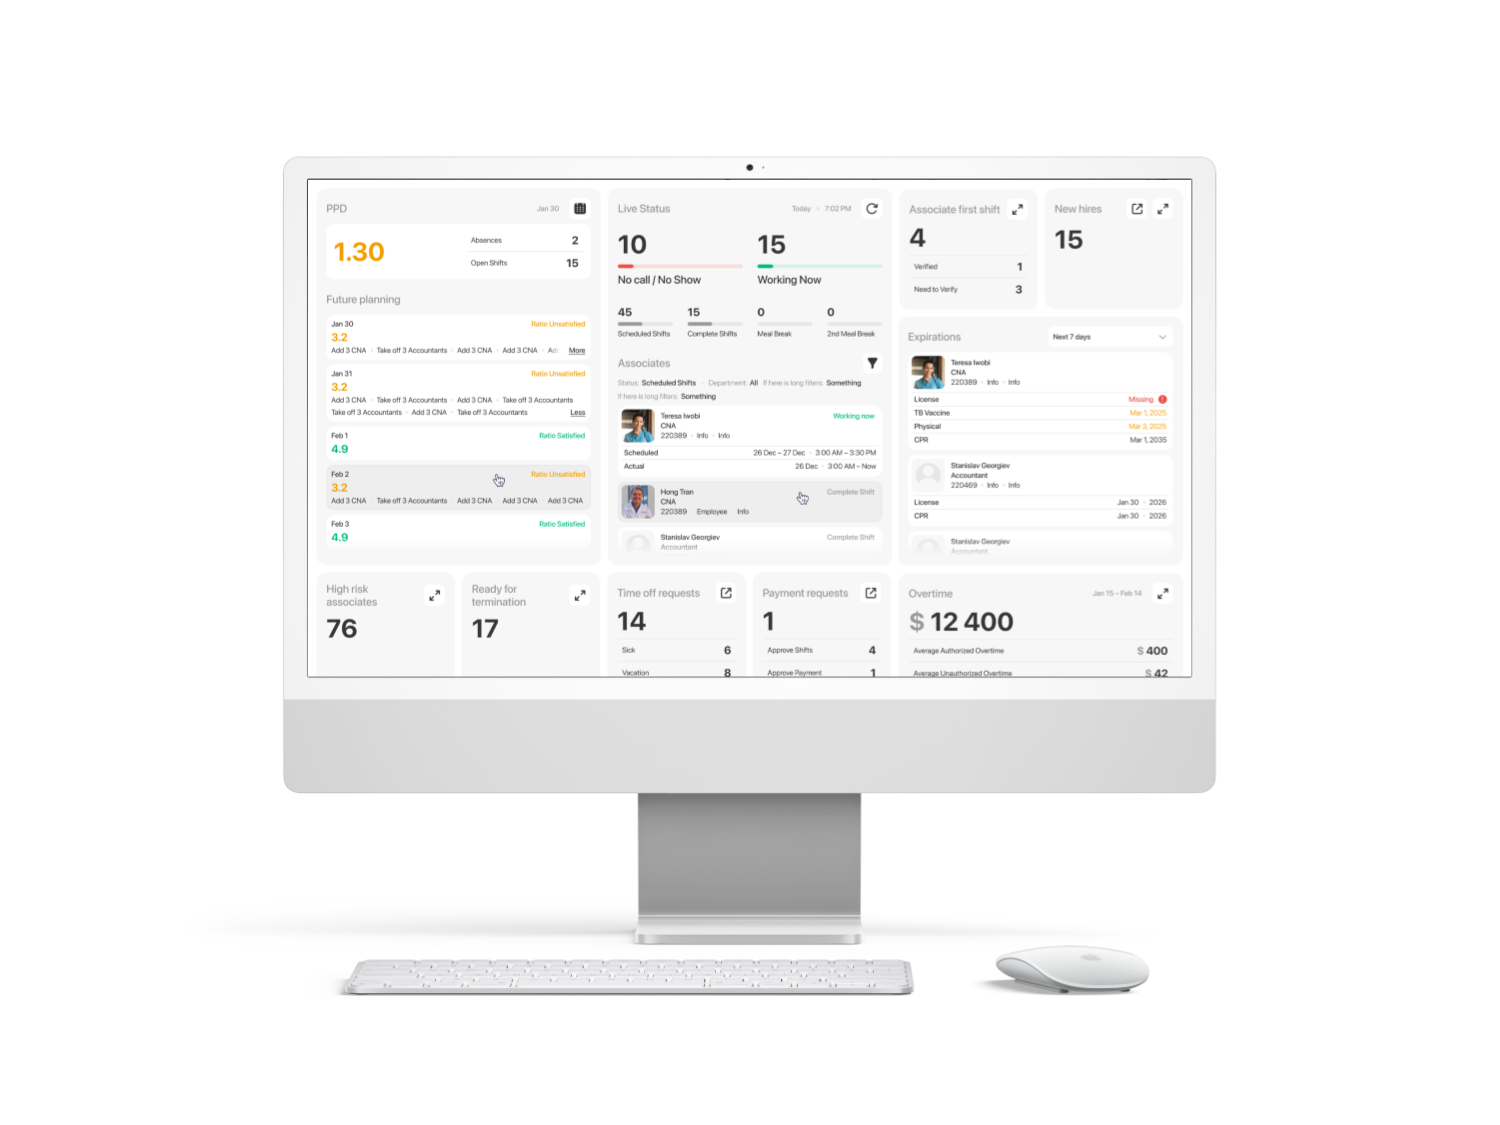 PPD
Jan 30
1.30
Absences 2
Open Shifts 15
Future planning
Jan 30 Ratio Unsatisfied
3.2
Add 3 CNA Take off 3 Accountants Add 3 CNA Add 3 CNA Ad More
Jan 31 Ratio Unsatisfied
3.2
Add 3 CNA Take off 3 Accountants Add 3 CNA Take off 3 Accountants
Take off 3 Accountants Add 3 CNA Take off 3 Accountants Less
Feb 1 Ratio Satisfied
4.9
Feb 2 Ratio Unsatisfied
3.2
Add 3 CNA Take off 3 Accountants Add 3 CNA Add 3 CNA Add 3 CNA
Feb 3 Ratio Satisfied
4.9
Live Status
Today 7:02 PM
10 15
No call / No Show Working Now
45 15 0 0
Scheduled Shifts Complete Shifts Meal Break 2nd Meal Break
Associates
Status: Scheduled Shifts Department: All If here is long filters: Something
If here is long filters: Something
Teresa Iwobi Working now
CNA
220389 Info Info
Scheduled 26 Dec – 27 Dec 3:00 AM – 3:30 PM
Actual 26 Dec 3:00 AM – Now
Hong Tran Complete Shift
CNA
220389 Employee Info
Stanislav Georgiev Complete Shift
Accountant
Associate first shift
4
Verified 1
Need to Verify 3
New hires
15
Expirations Next 7 days
Teresa Iwobi
CNA
220389 Info Info
License Missing !
TB Vaccine Mar 1, 2025
Physical Mar 3, 2025
CPR Mar 1, 2035
Stanislav Georgiev
Accountant
220469 Info Info
License Jan 30 2026
CPR Jan 30 2026
Stanislav Georgiev
Accountant
High risk
associates
76
Ready for
termination
17
Time off requests
14
Sick 6
Vacation 8
Payment requests
1
Approve Shifts 4
Approve Payment 1
Overtime Jan 15 – Feb 14
$ 12 400
Average Authorized Overtime $ 400
Average Unauthorized Overtime $ 42